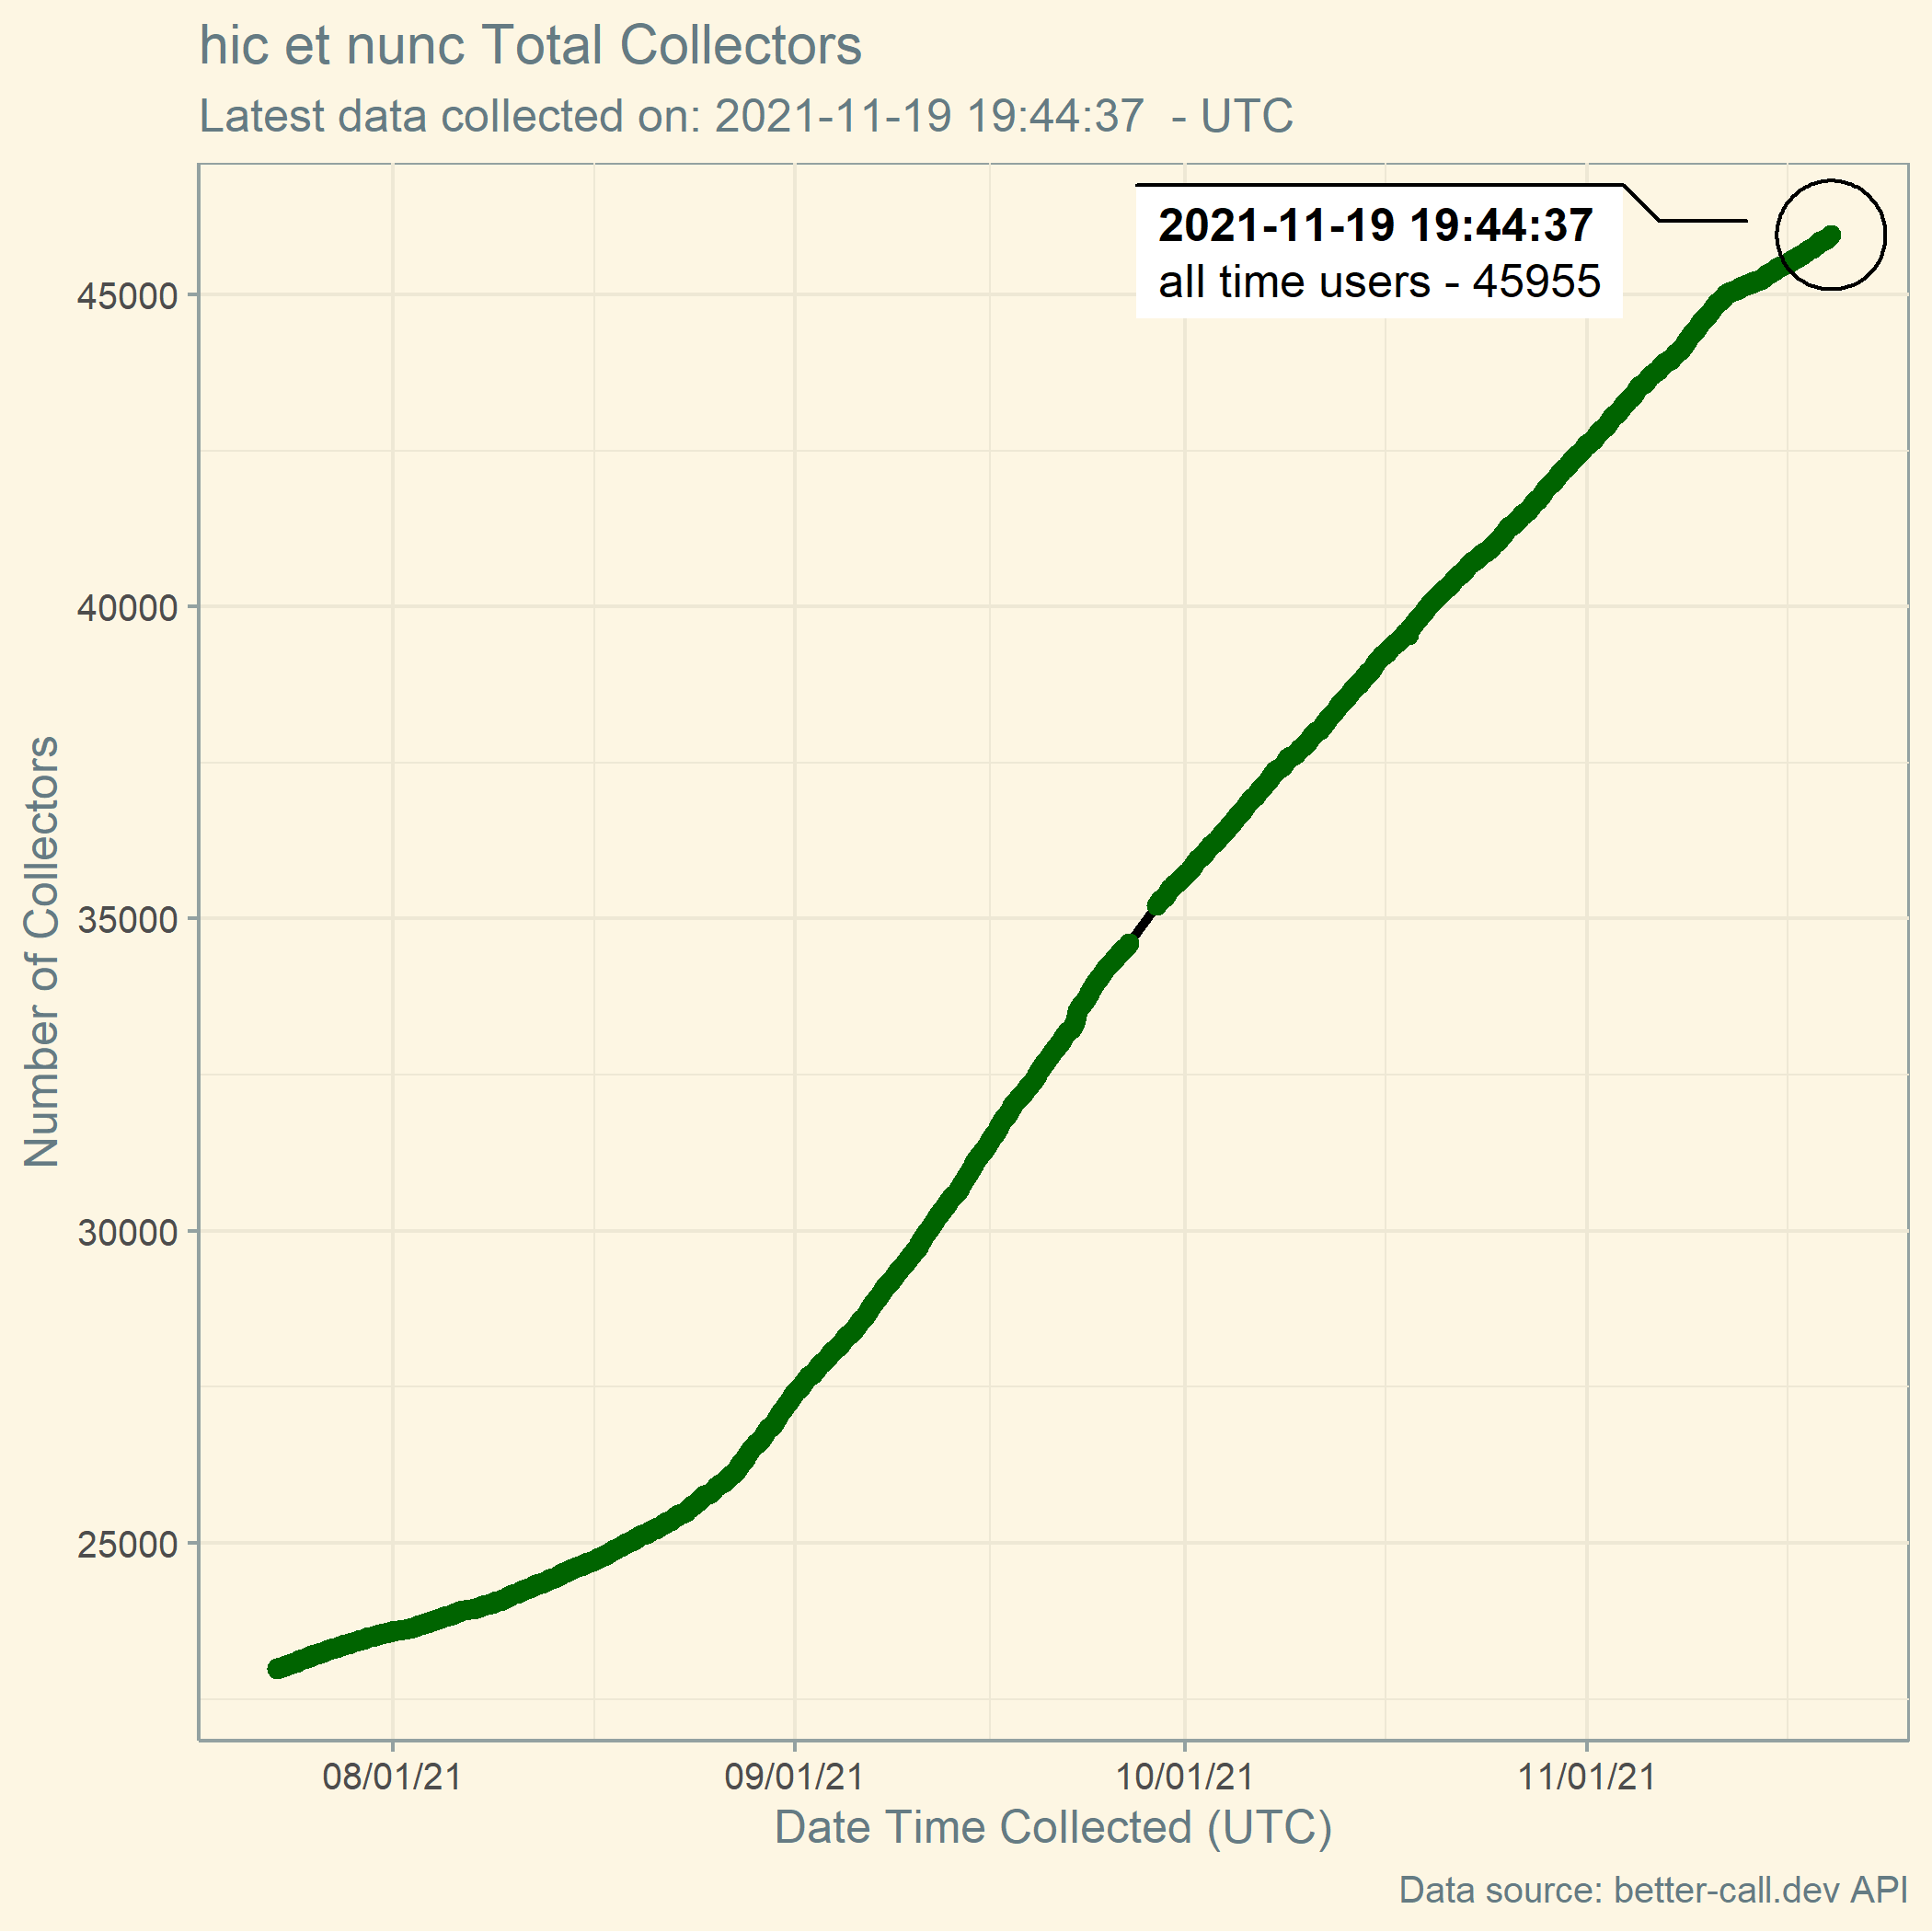 hic et nunc Total Collectors
Latest data collected on: 2021-11-19 19:44:37  - UTC
2021-11-19 19:44:37
all time users - 45955
45000
40000
35000
30000
25000
Number of Collectors
08/01/21
09/01/21
10/01/21
11/01/21
Date Time Collected (UTC)
Data source: better-call.dev API